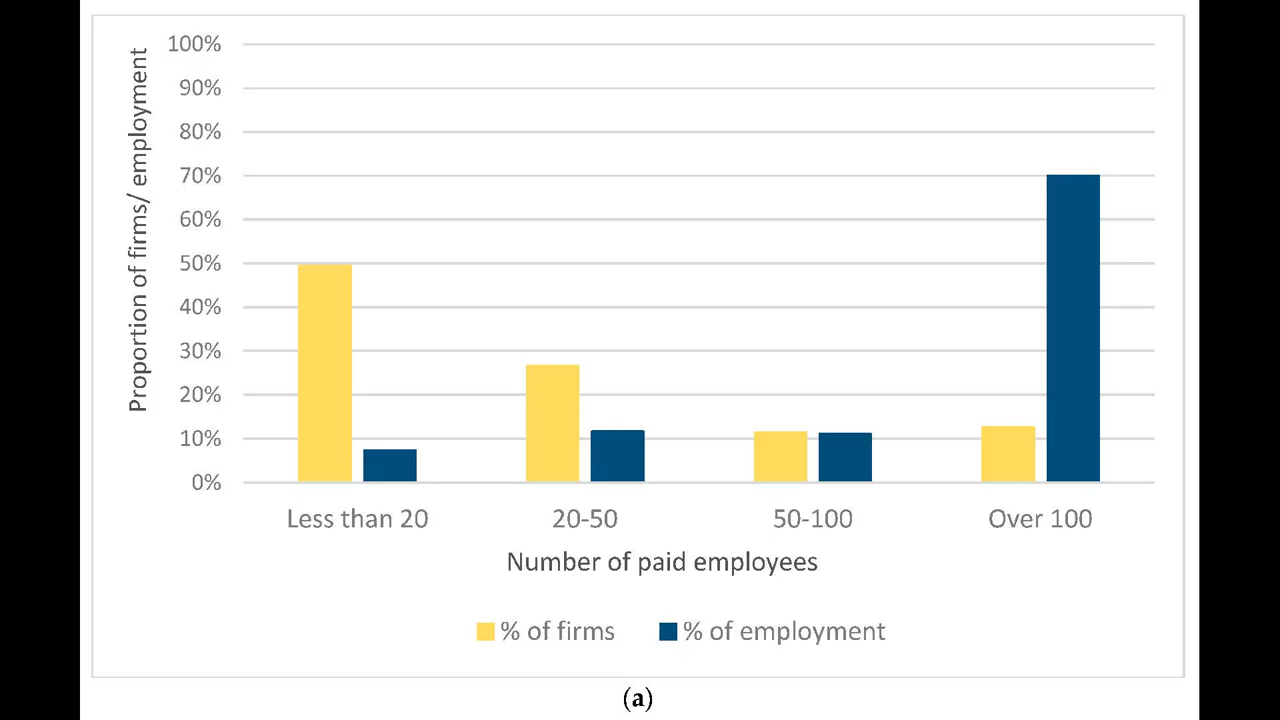 Proportion of firms/ employment
100%
90%
80%
70%
60%
50%
40%
30%
20%
10%
0%
Less than 20
20-50
50-100
Over 100
Number of paid employees
% of firms
% of employment
(a)